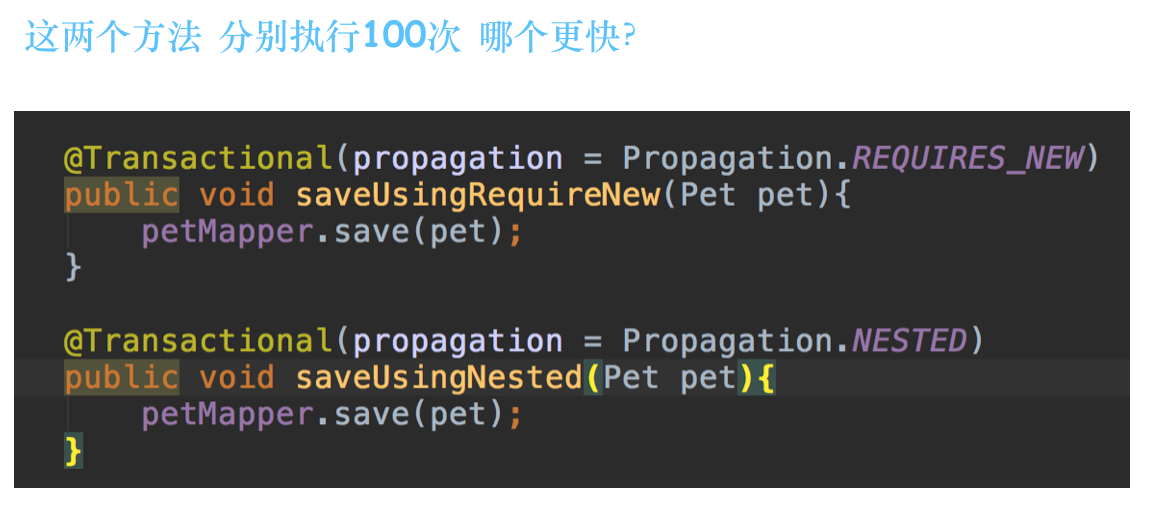 这两个方法 分别执行100次 哪个更快?
@Transactional(propagation = Propagation.REQUIRES_NEW)
public void saveUsingRequireNew(Pet pet){
petMapper.save(pet);
}
@Transactional(propagation = Propagation.NESTED)
public void saveUsingNested(Pet pet){
petMapper.save(pet);
}